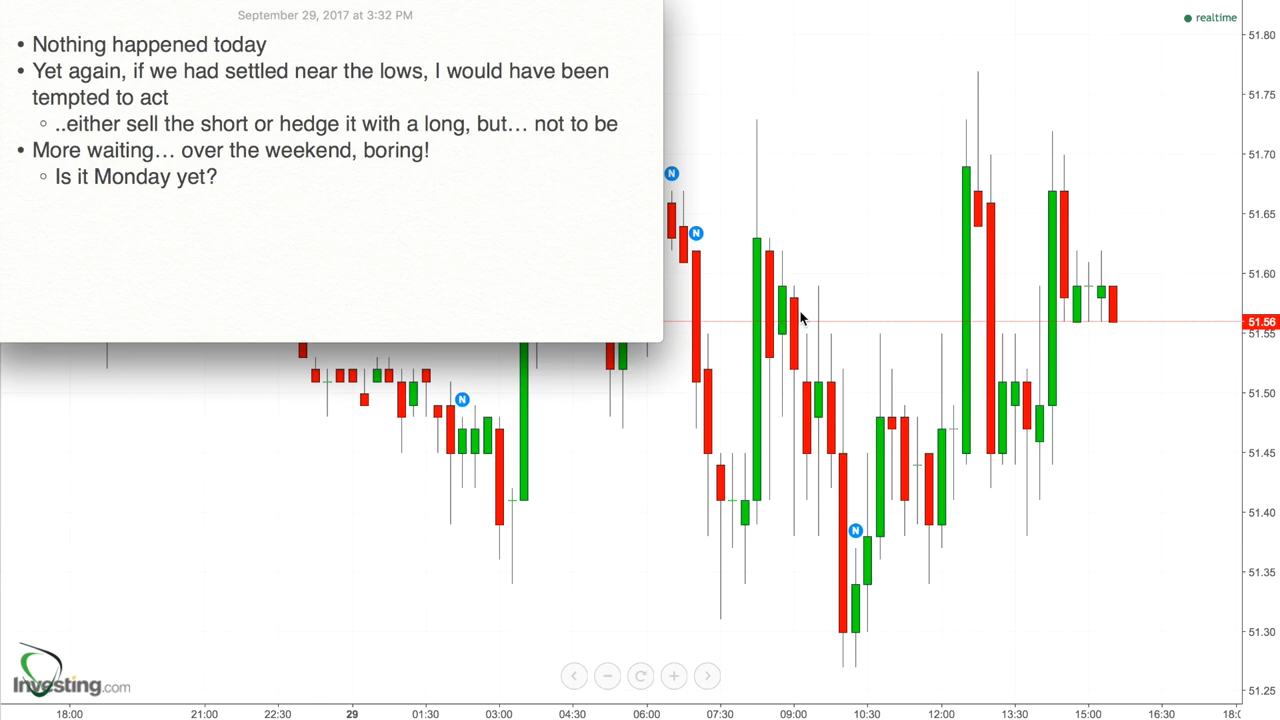 September 29, 2017 at 3:32 PM
• Nothing happened today
• Yet again, if we had settled near the lows, I would have been
tempted to act
◦ ..either sell the short or hedge it with a long, but… not to be
• More waiting… over the weekend, boring!
◦ Is it Monday yet?
realtime
51.80
51.75
51.70
51.65
51.60
51.56
51.55
51.50
51.45
51.40
51.35
51.30
51.25
N
N
N
N
Investing.com
18:00 21:00 22:30 29 01:30 03:00 04:30 06:00 07:30 09:00 10:30 12:00 13:30 15:00 16:30 18:0